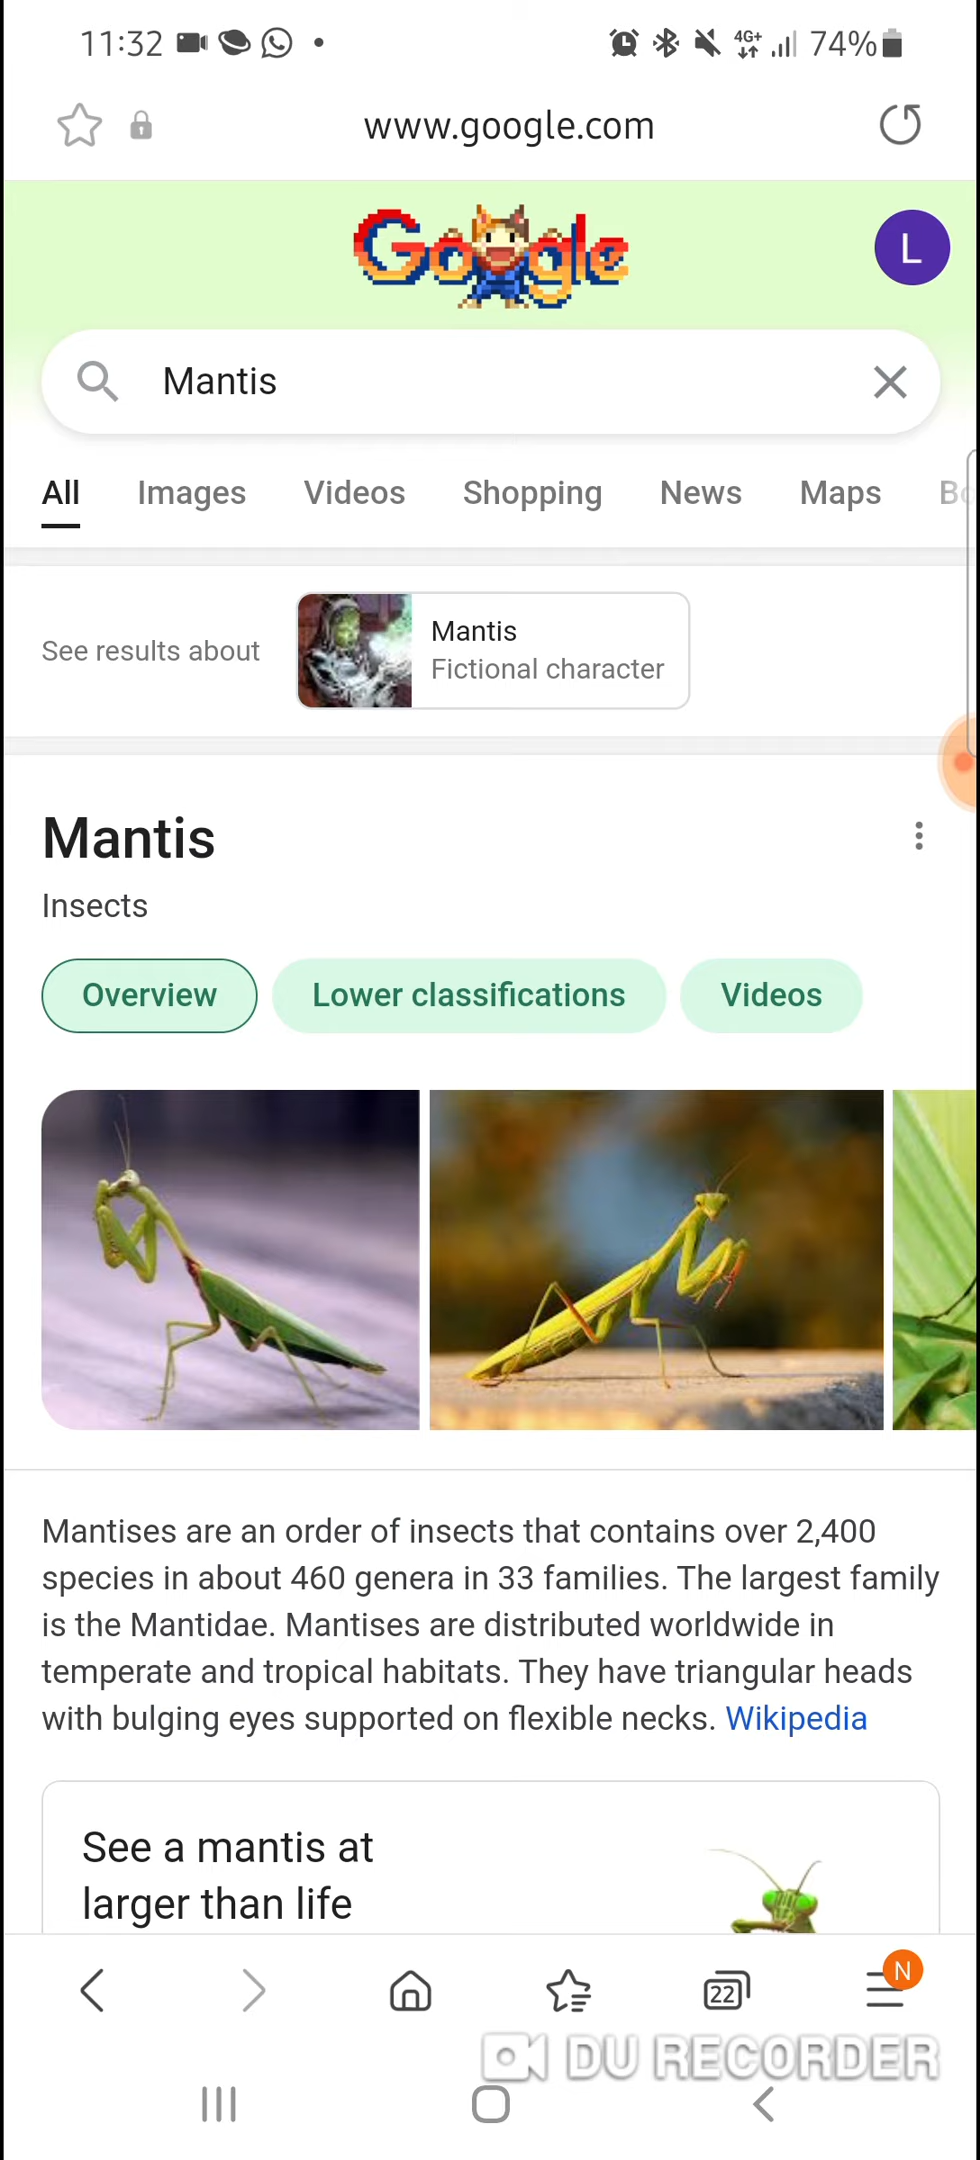 11:32
4G+
74%
www.google.com
Google
L
Mantis
All Images Videos Shopping News Maps
See results about
Mantis
Fictional character
Mantis
Insects
Overview Lower classifications Videos
Mantises are an order of insects that contains over 2,400
species in about 460 genera in 33 families. The largest family
is the Mantidae. Mantises are distributed worldwide in
temperate and tropical habitats. They have triangular heads
with bulging eyes supported on flexible necks. Wikipedia
See a mantis at
larger than life
22
N
DU RECORDER